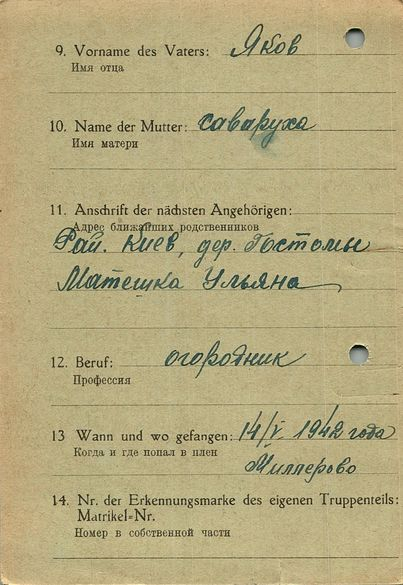 9. Vorname des Vaters: Яков
Имя отца
10. Name der Mutter: Саваруха
Имя матери
11. Anschrift der nächsten Angehörigen:
Адрес ближайших родственников
Рай. Киев, дер. Гостомы
Матешка Ульяна
12. Beruf: огородник
Профессия
13 Wann und wo gefangen: 14/V 1942 года
Когда и где попал в плен
Миллерово
14. Nr. der Erkennungsmarke des eigenen Truppenteils:
Matrikel=Nr.
Номер в собственной части